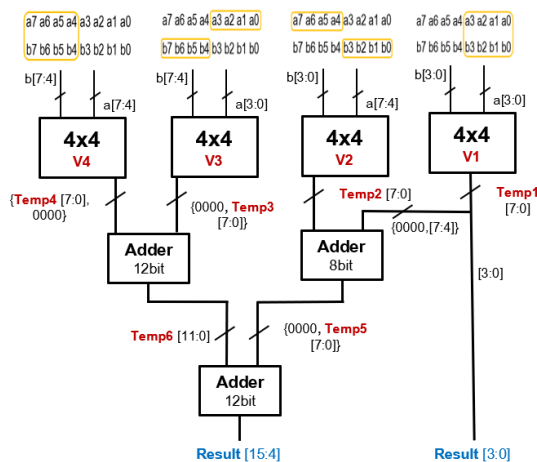 a7 a6 a5 a4 a3 a2 a1 a0
b7 b6 b5 b4 b3 b2 b1 b0
a7 a6 a5 a4 a3 a2 a1 a0
b7 b6 b5 b4 b3 b2 b1 b0
a7 a6 a5 a4 a3 a2 a1 a0
b7 b6 b5 b4 b3 b2 b1 b0
a7 a6 a5 a4 a3 a2 a1 a0
b7 b6 b5 b4 b3 b2 b1 b0
b[7:4]
a[7:4]
b[7:4]
a[3:0]
b[3:0]
a[7:4]
b[3:0]
a[3:0]
4x4
V4
4x4
V3
4x4
V2
4x4
V1
{Temp4 [7:0],
0000}
{0000, Temp3
[7:0]}
Temp2 [7:0]
Temp1
[7:0]
{0000,[7:4]}
Adder
12bit
Adder
8bit
[3:0]
Temp6 [11:0]
{0000, Temp5
[7:0]}
Adder
12bit
Result [15:4]
Result [3:0]